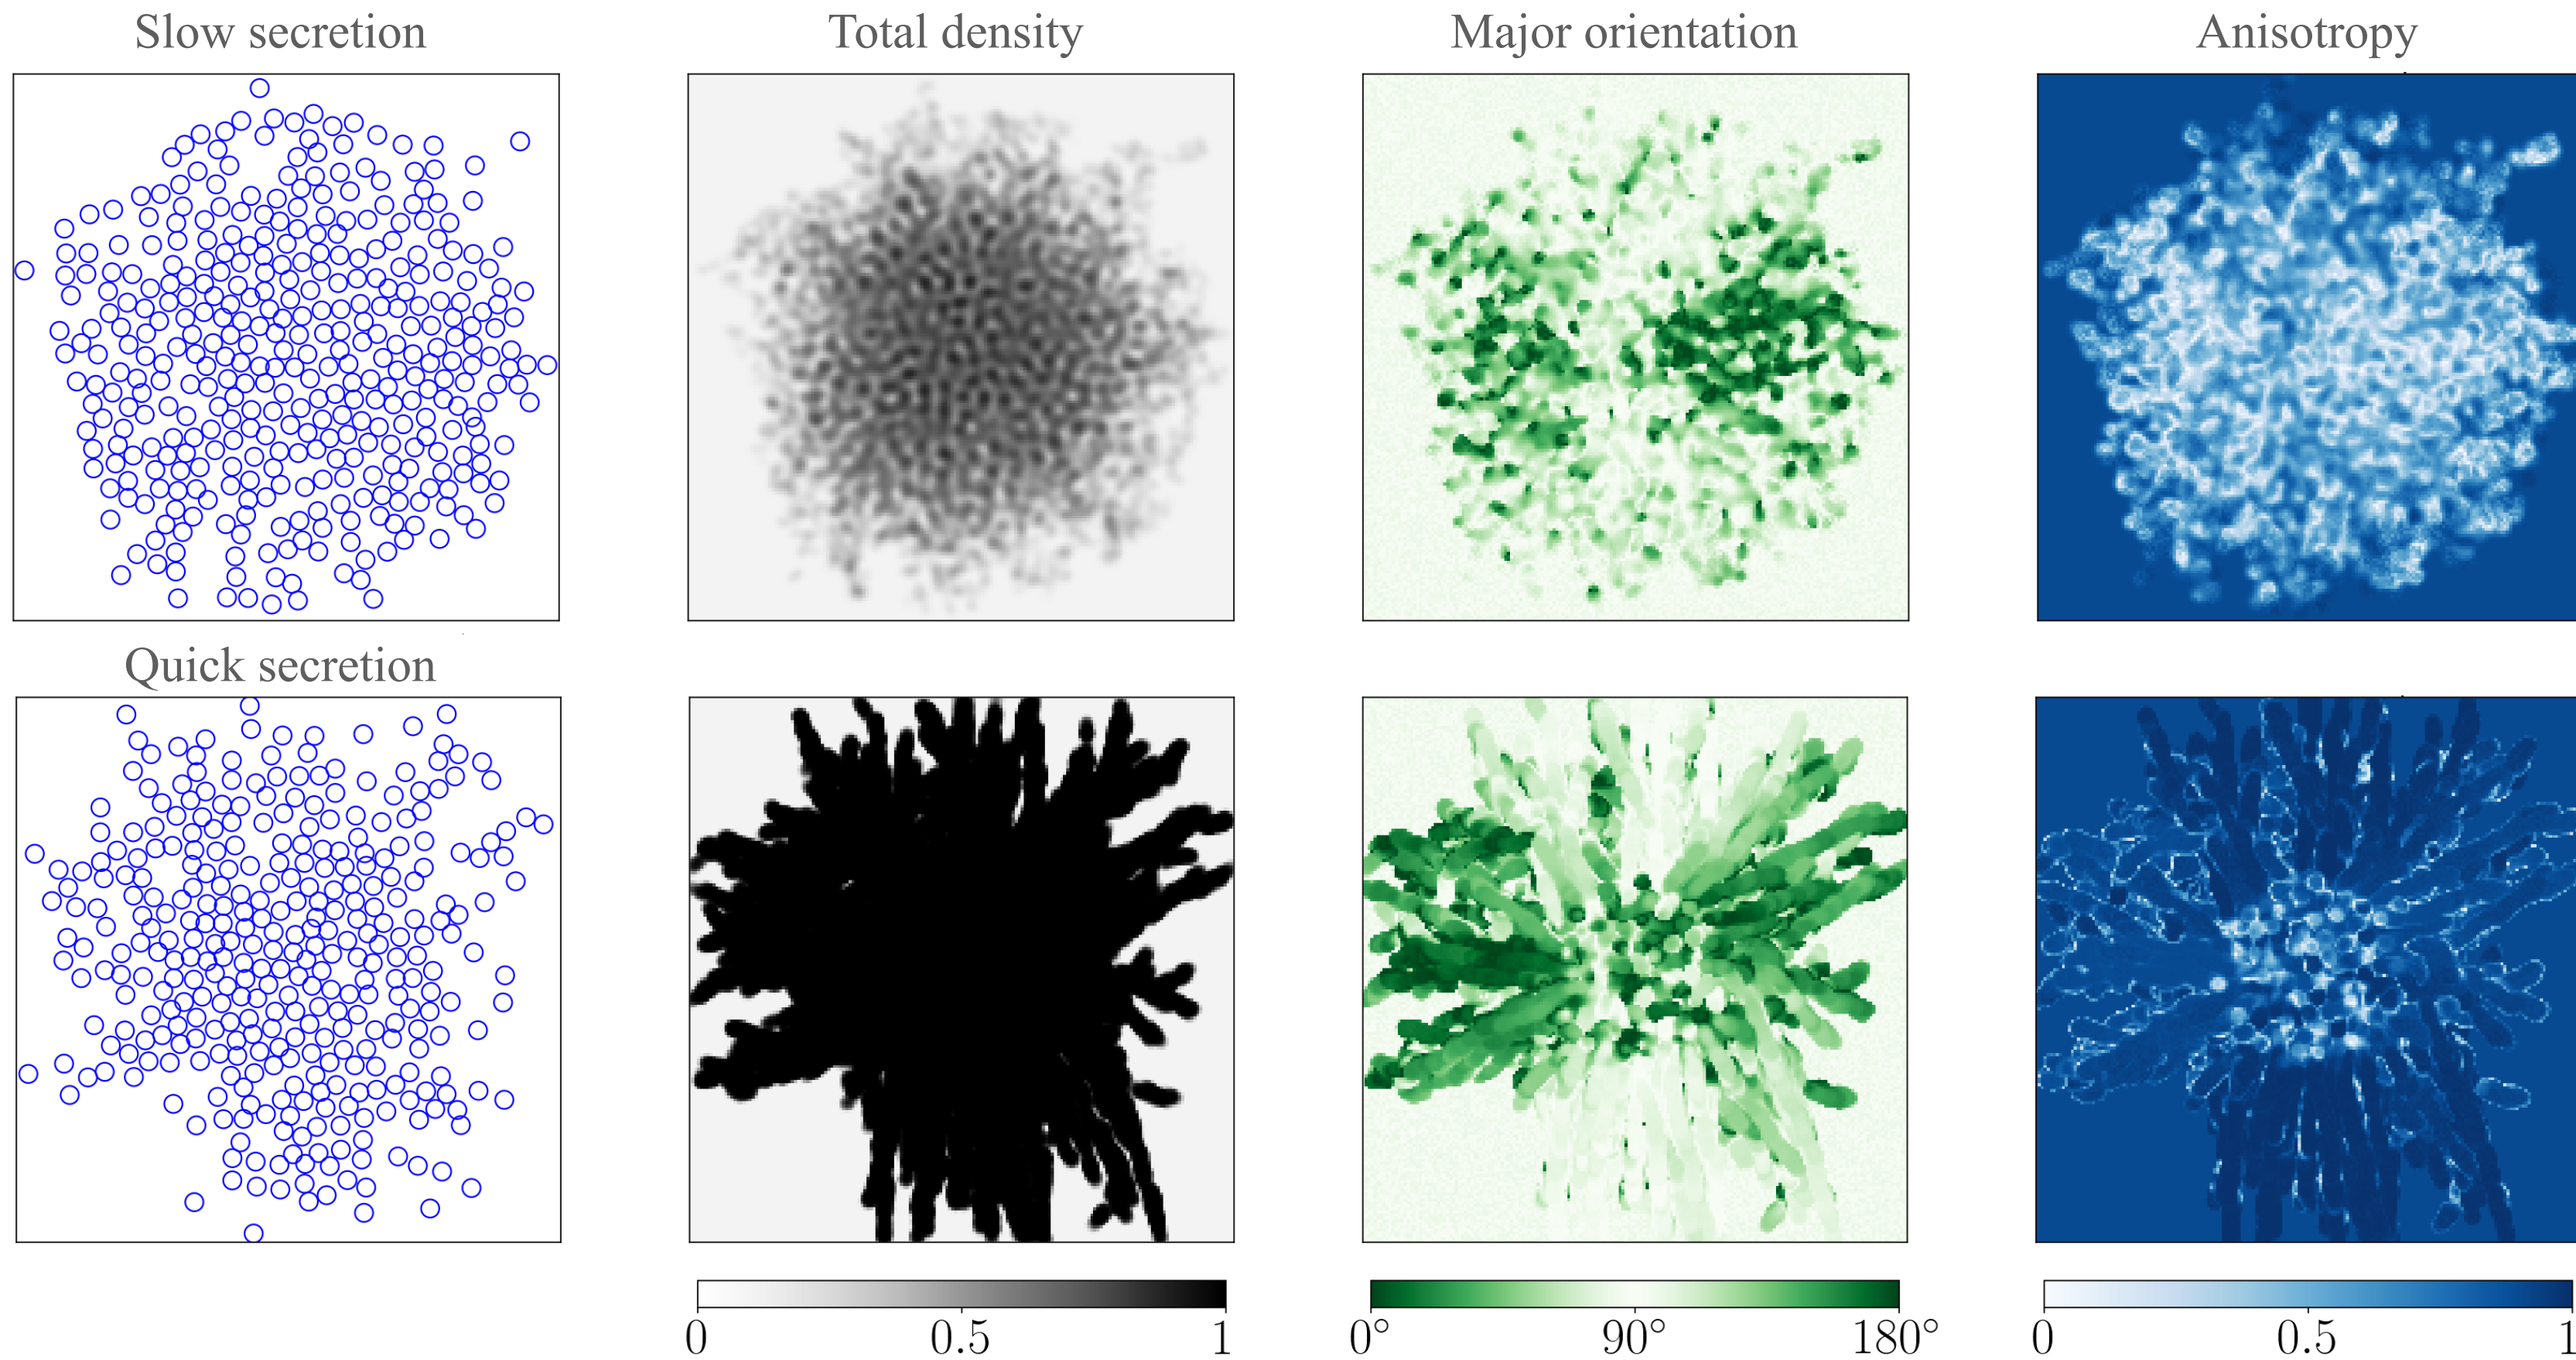 Slow secretion
Total density
Major orientation
Anisotropy
Quick secretion
0 0.5 1
0° 90° 180°
0 0.5 1